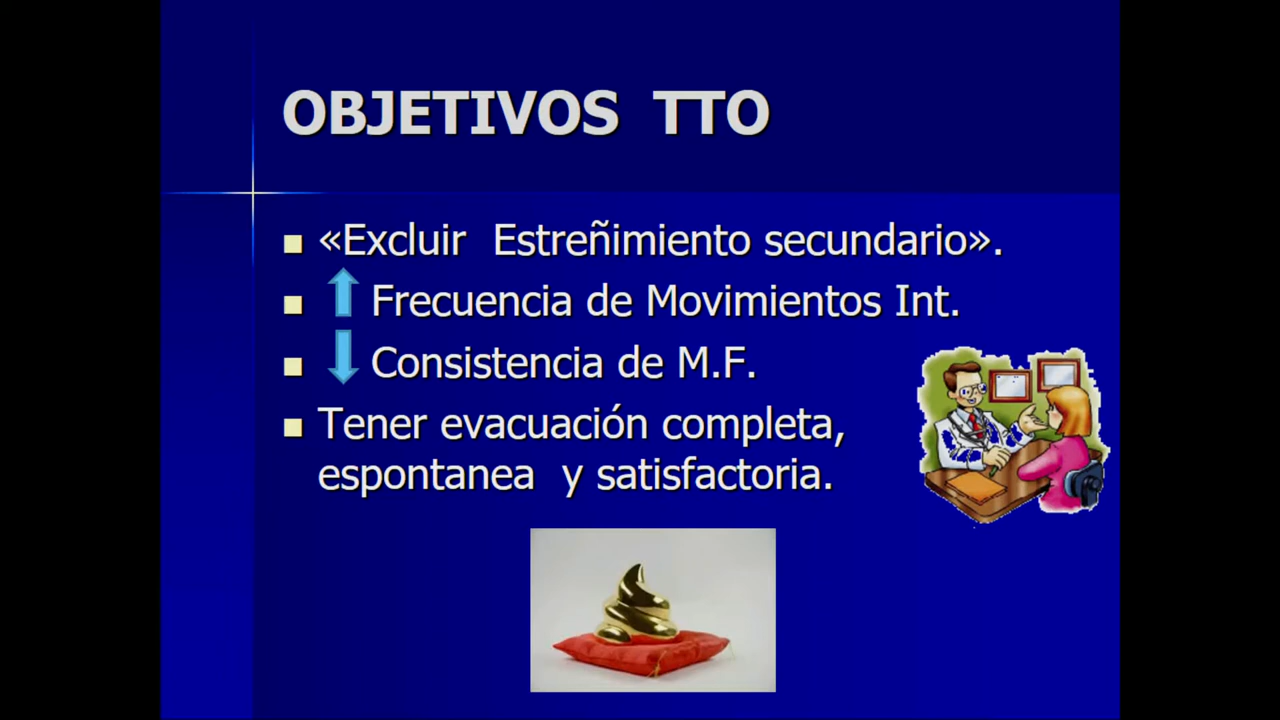 OBJETIVOS TTO
«Excluir Estreñimiento secundario».
Frecuencia de Movimientos Int.
Consistencia de M.F.
Tener evacuación completa,
espontanea y satisfactoria.